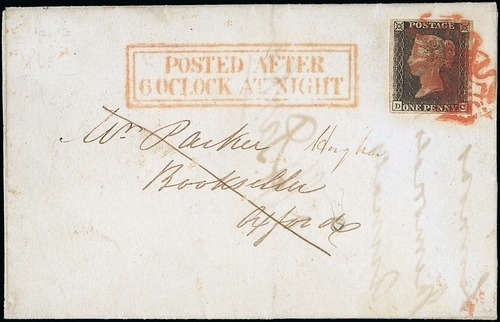 POSTAGE
POSTED AFTER
6 OCLOCK AT NIGHT
D ONE PENNY C
Mr Parker
Bookseller
Oxford